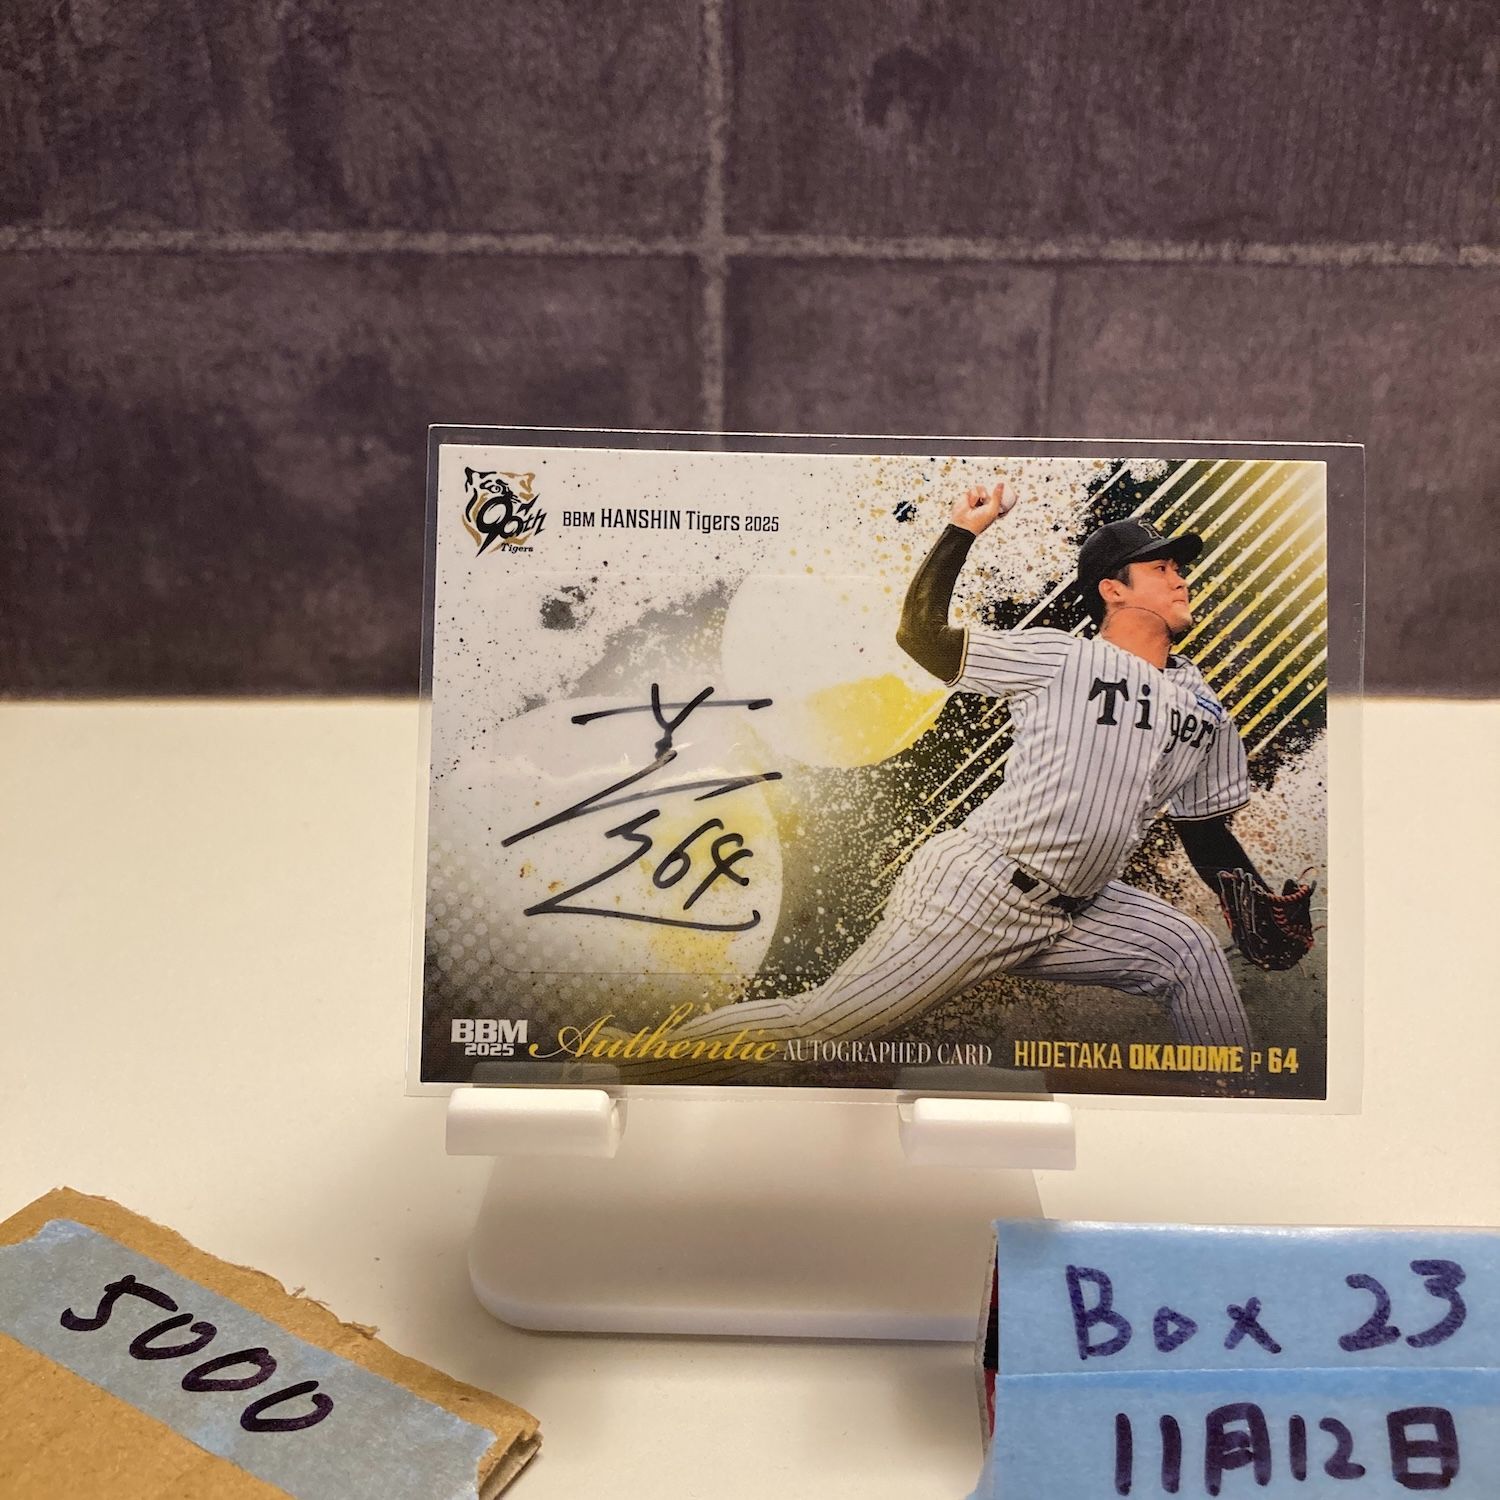 90th
Tigers
BBM HANSHIN Tigers 2025
Tigers
64
BBM
2025
Authentic AUTOGRAPHED CARD
HIDETAKA OKADOME P 64
5000
Box 23
11月12日